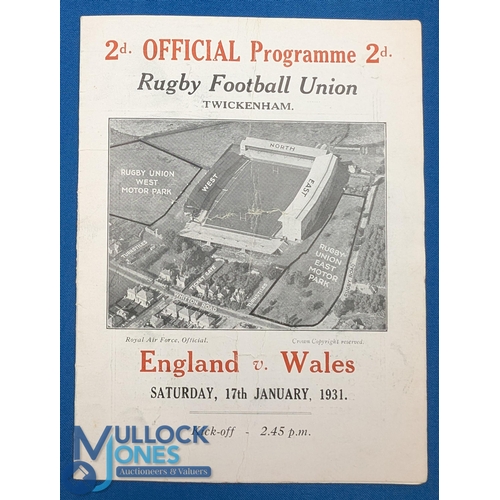 2d. OFFICIAL Programme 2d.
Rugby Football Union
TWICKENHAM.
NORTH
WEST
EAST
RUGBY UNION
WEST
MOTOR PARK
RUGBY
UNION
EAST
MOTOR
PARK
WHITTON ROAD
Royal Air Force, Official.
Crown Copyright reserved.
England v. Wales
SATURDAY, 17th JANUARY, 1931.
Kick-off - 2.45 p.m.
MULLOCK
JONES
Auctioneers & Valuers